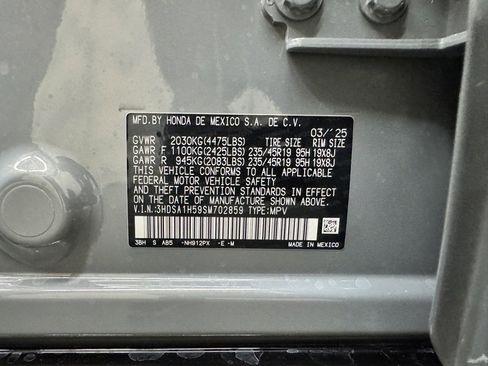 MFD.BY HONDA DE MEXICO S.A. DE C.V.
03/'25
GVWR 2030KG(4475LBS) TIRE SIZE RIM SIZE
GAWR F 1100KG(2425LBS) 235/45R19 95H 19X8J
GAWR R 945KG(2083LBS) 235/45R19 95H 19X8J
THIS VEHICLE CONFORMS TO ALL APPLICABLE
FEDERAL MOTOR VEHICLE SAFETY
AND THEFT PREVENTION STANDARDS IN EFFECT
ON THE DATE OF MANUFACTURE SHOWN ABOVE.
V.I.N.:3HDSA1H59SM702859 TYPE:MPV
3BH S AB5 -NH912PX -E -M MADE IN MEXICO